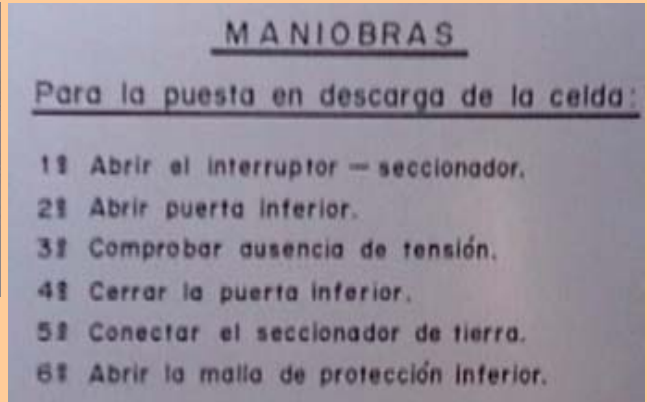 MANIOBRAS
Para la puesta en descarga de la celda:
1º Abrir el interruptor — seccionador.
2º Abrir puerta inferior.
3º Comprobar ausencia de tensión.
4º Cerrar la puerta inferior.
5º Conectar el seccionador de tierra.
6º Abrir la malla de protección inferior.